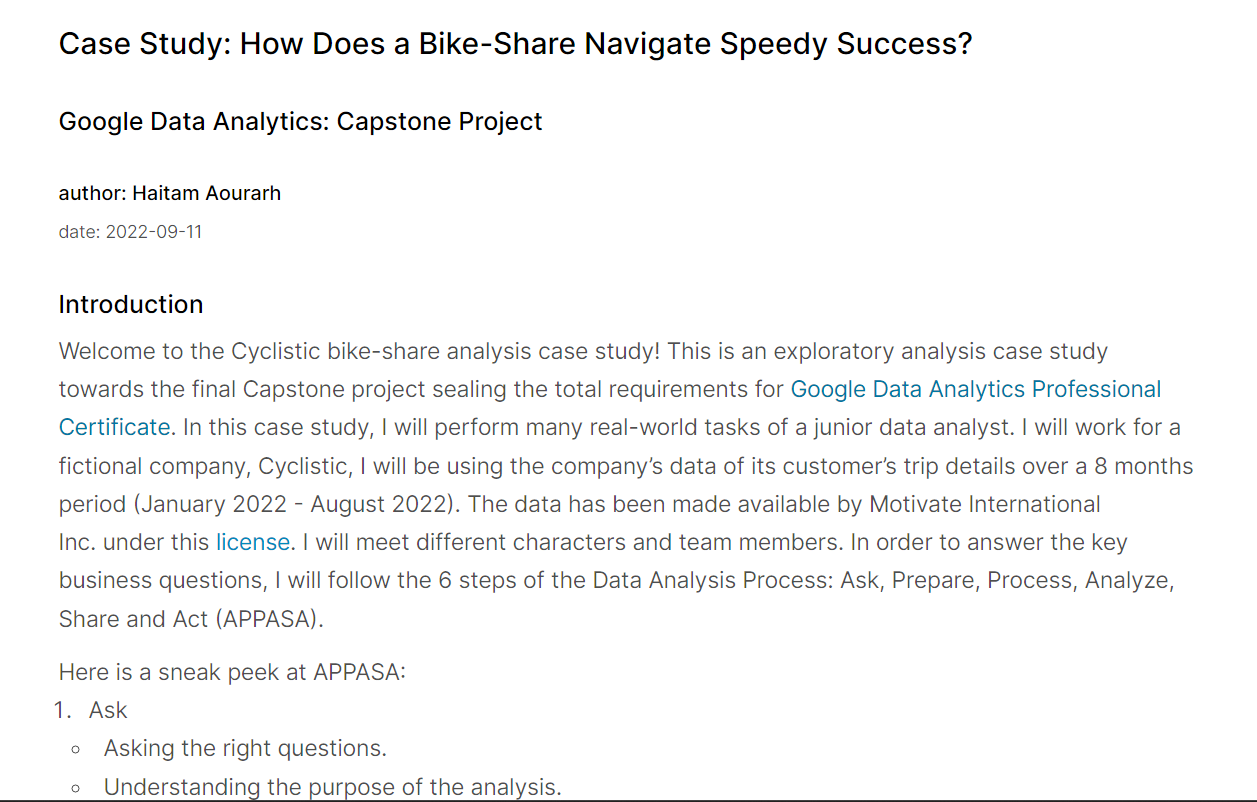 Case Study: How Does a Bike-Share Navigate Speedy Success?
Google Data Analytics: Capstone Project
author: Haitam Aourarh
date: 2022-09-11
Introduction
Welcome to the Cyclistic bike-share analysis case study! This is an exploratory analysis case study
towards the final Capstone project sealing the total requirements for Google Data Analytics Professional
Certificate. In this case study, I will perform many real-world tasks of a junior data analyst. I will work for a
fictional company, Cyclistic, I will be using the company’s data of its customer’s trip details over a 8 months
period (January 2022 - August 2022). The data has been made available by Motivate International
Inc. under this license. I will meet different characters and team members. In order to answer the key
business questions, I will follow the 6 steps of the Data Analysis Process: Ask, Prepare, Process, Analyze,
Share and Act (APPASA).
Here is a sneak peek at APPASA:
1. Ask
◦ Asking the right questions.
◦ Understanding the purpose of the analysis.